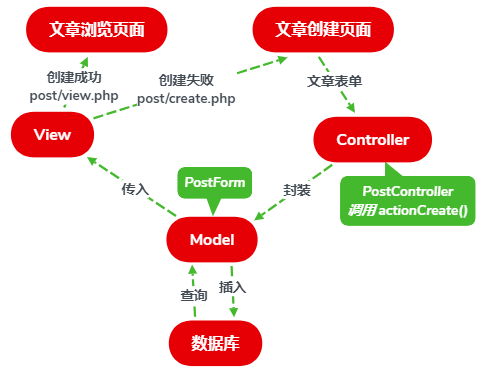 文章浏览页面
文章创建页面
创建成功
post/view.php
创建失败
post/create.php
文章表单
View
Controller
PostController
调用 actionCreate()
PostForm
传入
封装
Model
查询
插入
数据库